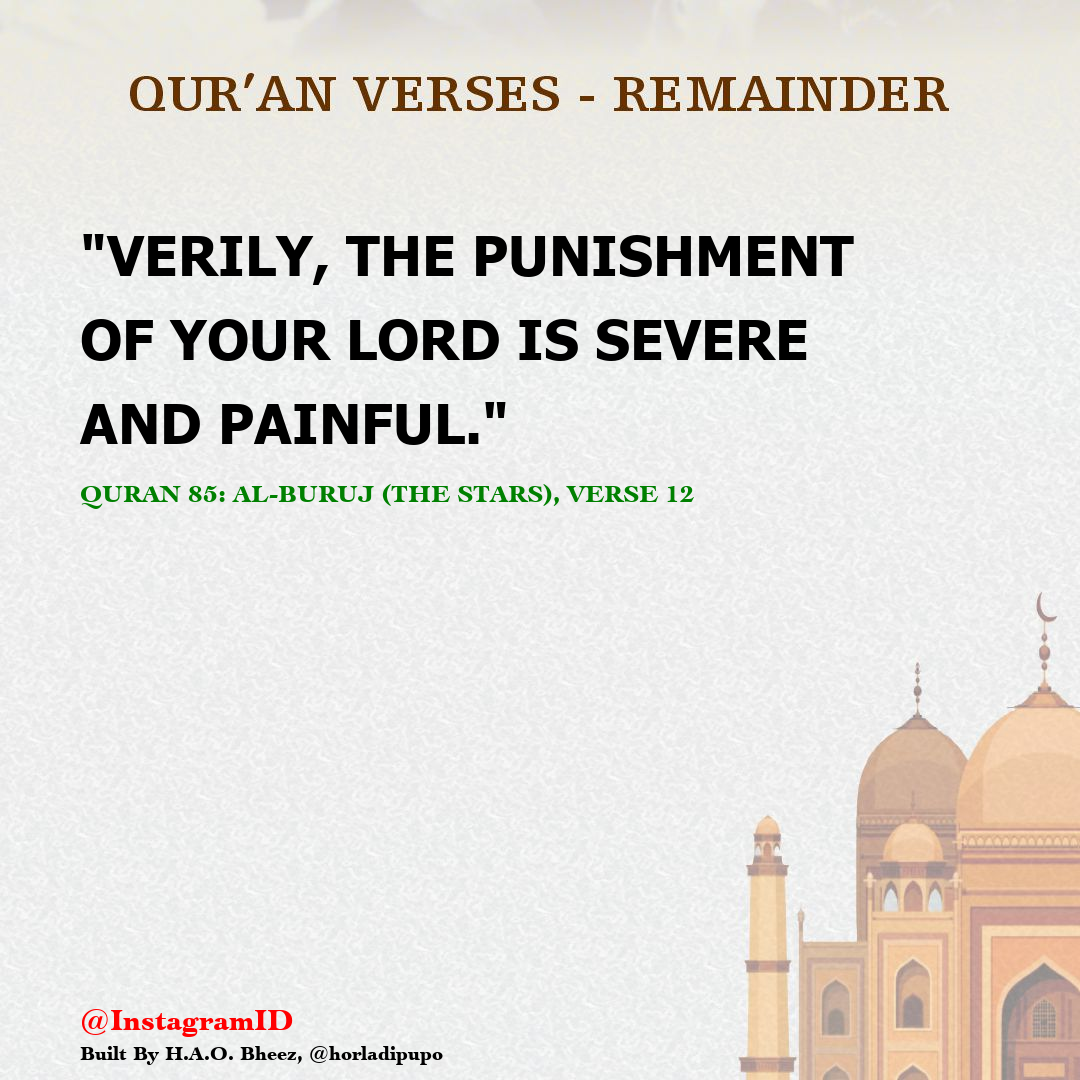 QUR'AN VERSES - REMAINDER
"VERILY, THE PUNISHMENT
OF YOUR LORD IS SEVERE
AND PAINFUL."
QURAN 85: AL-BURUJ (THE STARS), VERSE 12
@InstagramID
Built By H.A.O. Bheez, @horladipupo